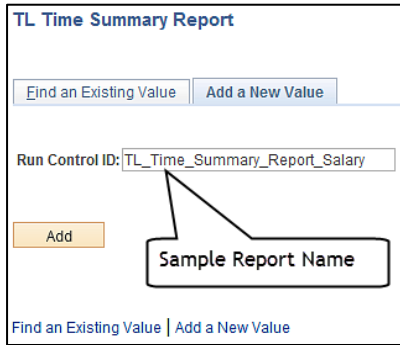 TL Time Summary Report
Find an Existing Value Add a New Value
Run Control ID: TL_Time_Summary_Report_Salary
Add
Sample Report Name
Find an Existing Value | Add a New Value